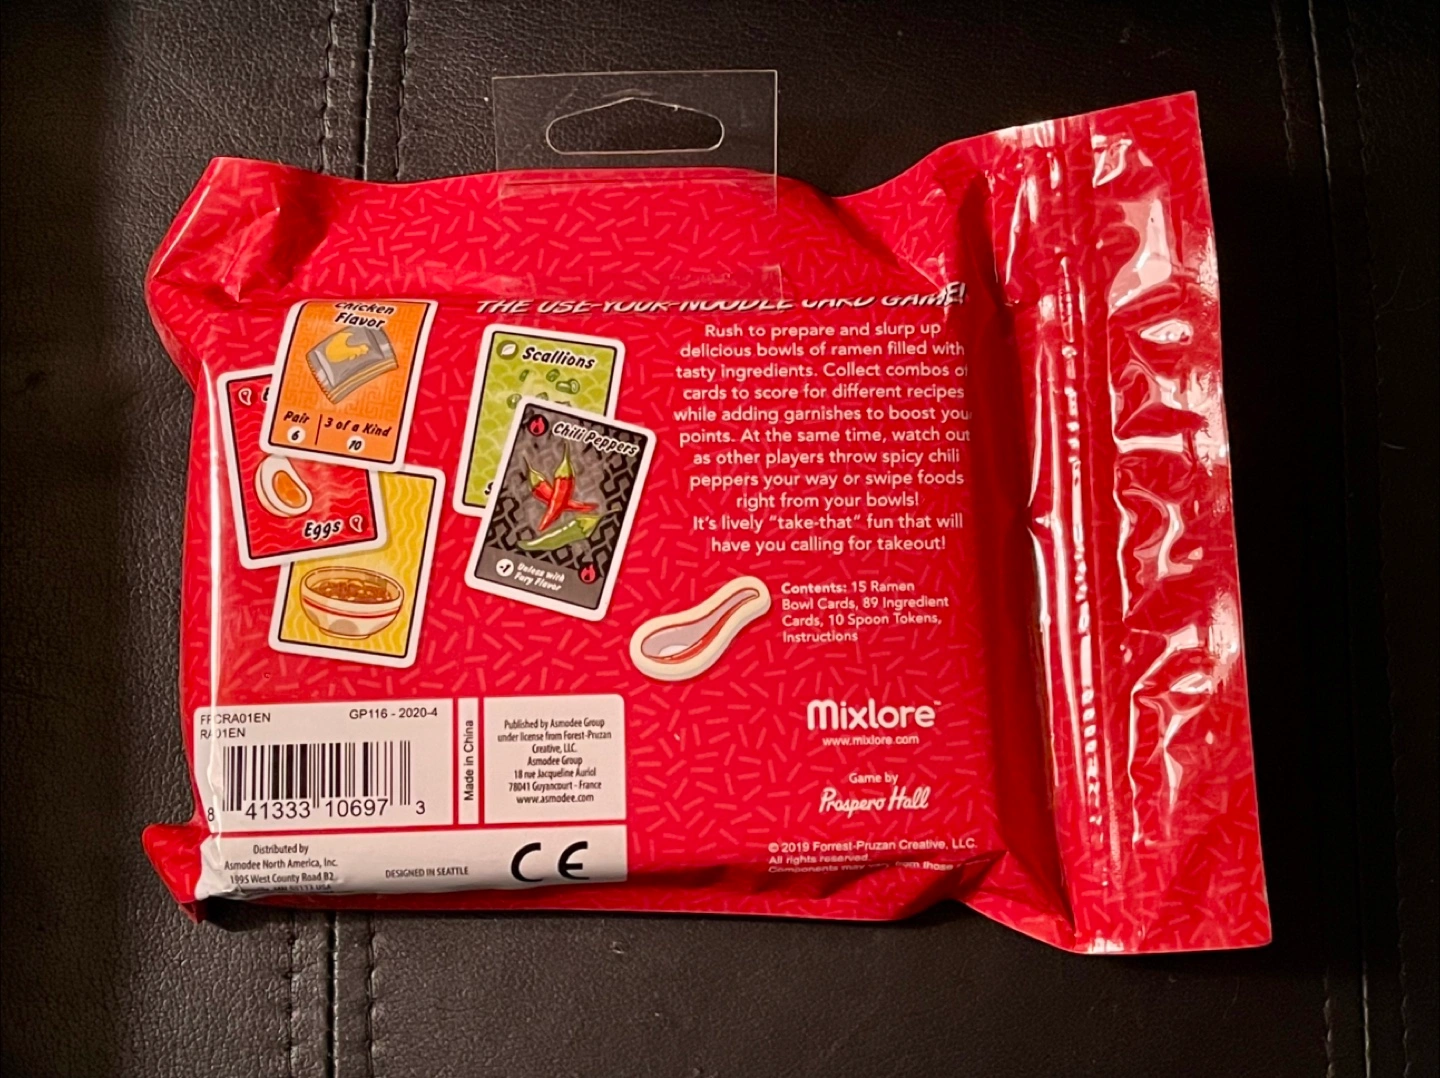 THE USE-YOUR-NOODLE CARD GAME!
Chicken
Flavor
Pair
6
3 of a Kind
10
Eggs
Scallions
Chili Peppers
-1
Unless with
Fury Flavor
Rush to prepare and slurp up
delicious bowls of ramen filled with
tasty ingredients. Collect combos of
cards to score for different recipes
while adding garnishes to boost your
points. At the same time, watch out
as other players throw spicy chili
peppers your way or swipe foods
right from your bowls!
It's lively "take-that" fun that will
have you calling for takeout!
Contents: 15 Ramen
Bowl Cards, 89 Ingredient
Cards, 10 Spoon Tokens,
Instructions
FPCRA01EN
RA01EN
GP116 - 2020-4
8 41333 10697 3
Made in China
Published by Asmodee Group
under license from Forest-Pruzan
Creative, LLC.
Asmodee Group
18 rue Jacqueline Auriol
78041 Guyancourt - France
www.asmodee.com
Mixlore
www.mixlore.com
Game by
Prospero Hall
Distributed by
Asmodee North America, Inc.
1995 West County Road B2
DESIGNED IN SEATTLE
CE
© 2019 Forrest-Pruzan Creative, LLC.
All rights reserved.
Components may vary from those